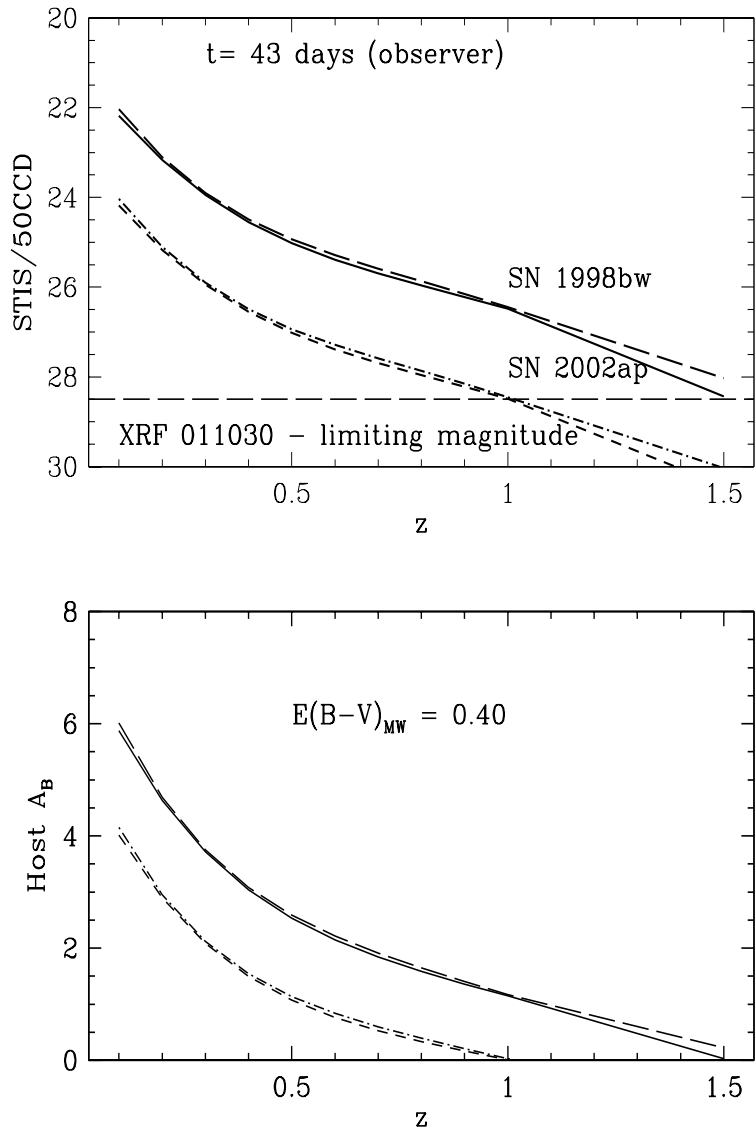 20
t= 43 days (observer)
22
24
STIS/50CCD
26
SN 1998bw
SN 2002ap
28
XRF 011030 – limiting magnitude
30
0.5
1
1.5
z
8
E(B–V)MW = 0.40
6
Host AB
4
2
0
0.5
1
1.5
z